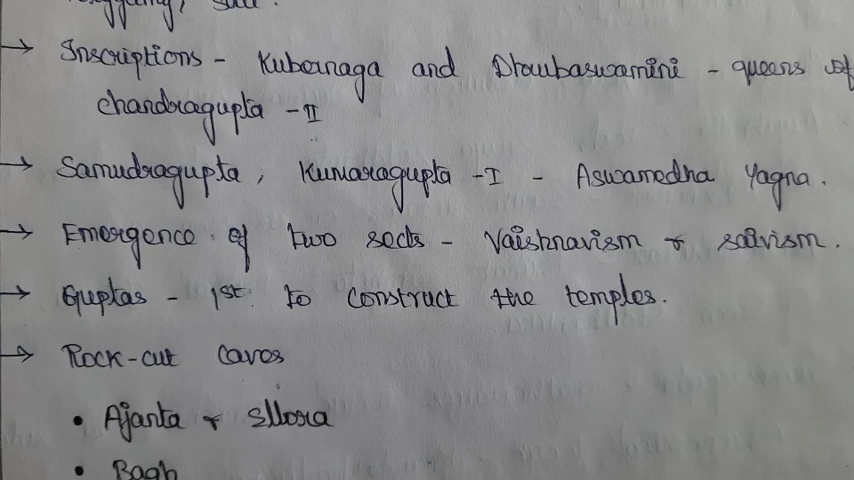 → Inscriptions - Kubernaga and Dhrubaswamini - queens of
chandragupta - II
→ Samudragupta, Kumaragupta - I - Aswamedha Yagna.
→ Emergence of two sects - Vaishnavism & saivism.
→ Guptas - 1st to construct the temples.
→ Rock-cut caves
• Ajanta & Ellora
• Bagh